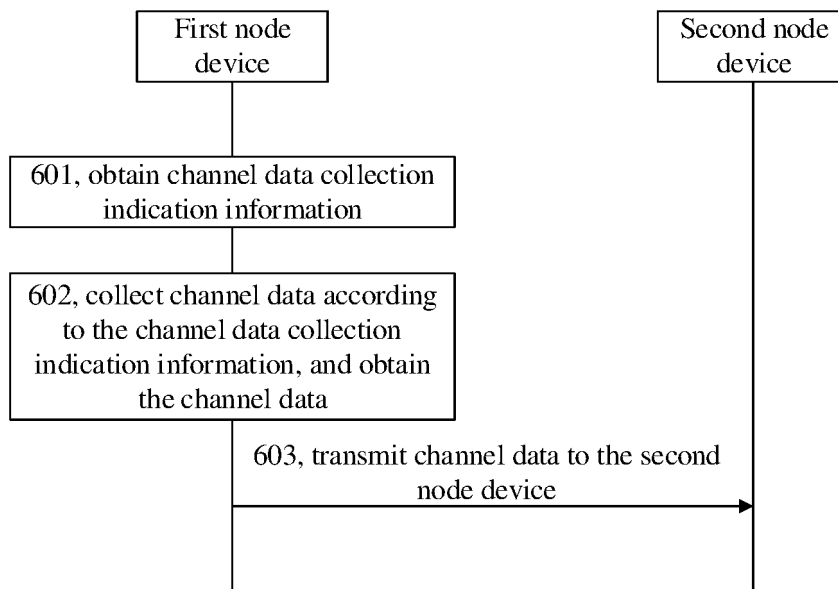 First node
device
Second node
device
601, obtain channel data collection
indication information
602, collect channel data according
to the channel data collection
indication information, and obtain
the channel data
603, transmit channel data to the second
node device